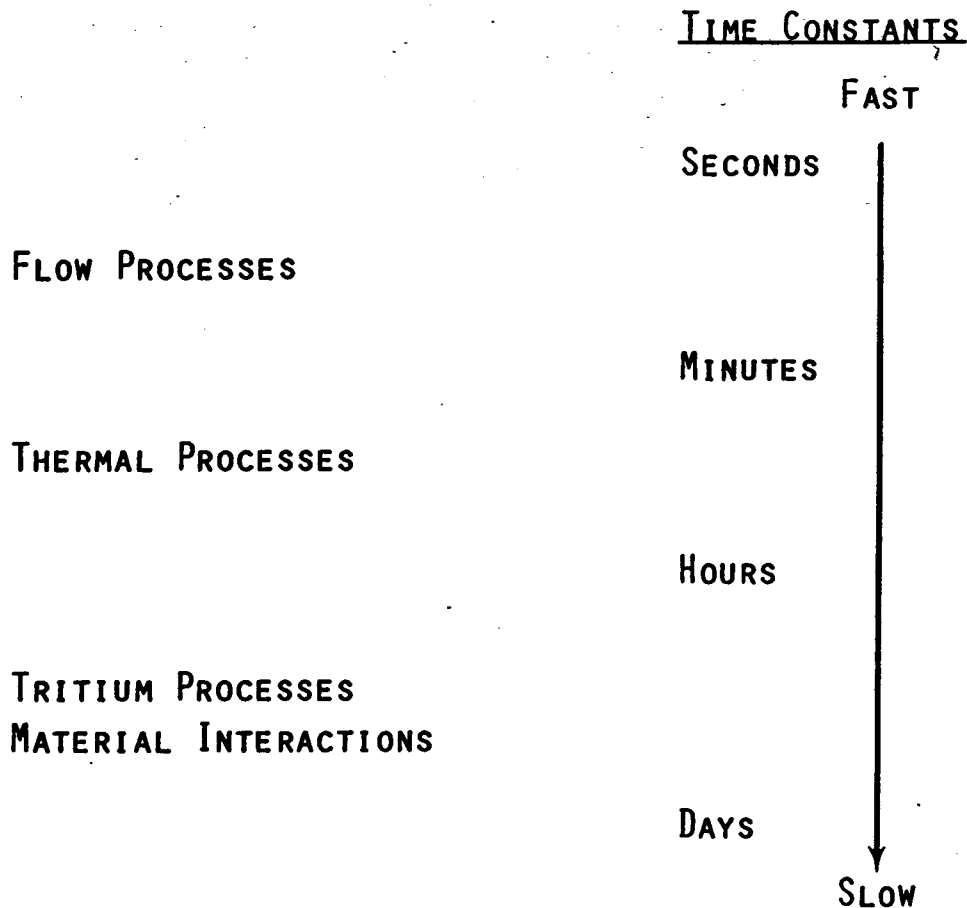 TIME CONSTANTS
FAST
SECONDS
FLOW PROCESSES
MINUTES
THERMAL PROCESSES
HOURS
TRITIUM PROCESSES
MATERIAL INTERACTIONS
DAYS
SLOW